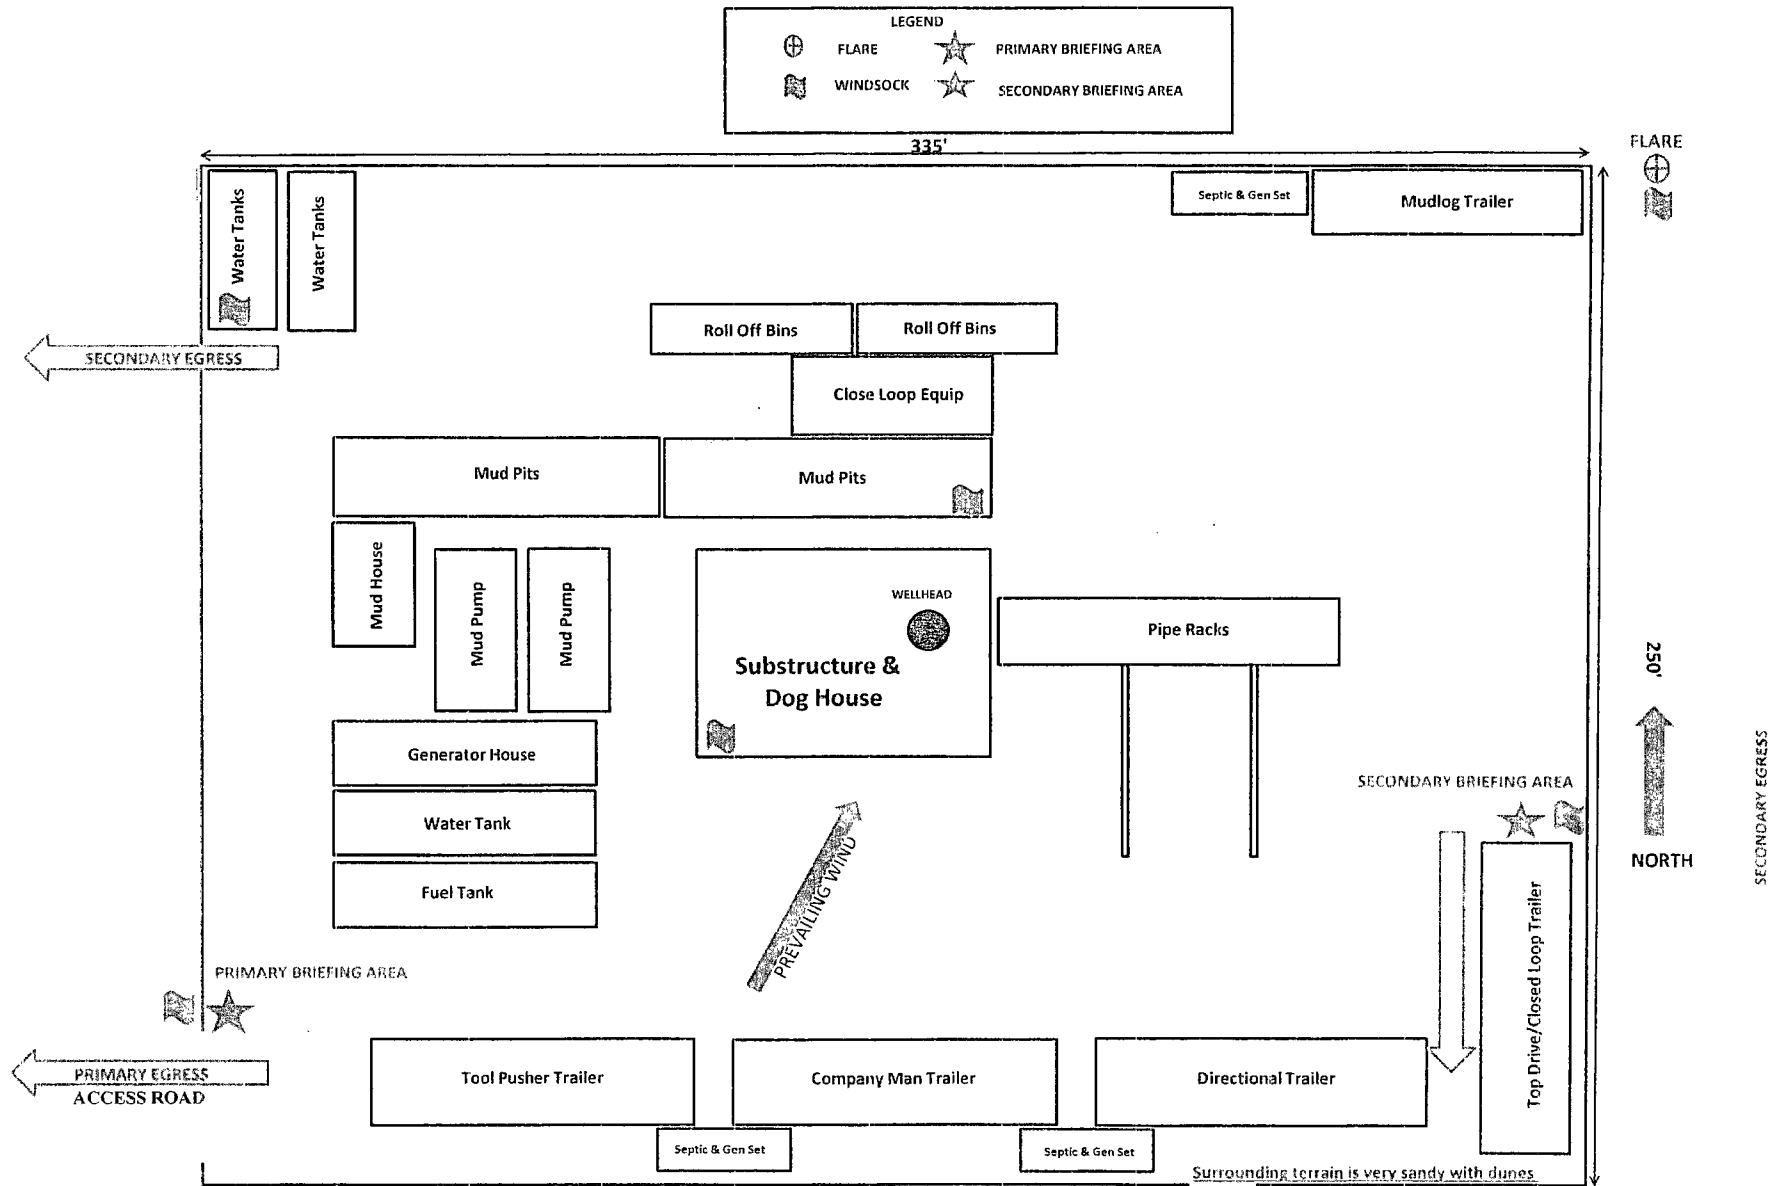 LEGEND
FLARE
PRIMARY BRIEFING AREA
WINDSOCK
SECONDARY BRIEFING AREA
335'
FLARE
Water Tanks
Water Tanks
Septic & Gen Set
Mudlog Trailer
Roll Off Bins
Roll Off Bins
SECONDARY EGRESS
Close Loop Equip
Mud Pits
Mud Pits
Mud House
Mud Pump
Mud Pump
WELLHEAD
Substructure &
Dog House
Pipe Racks
250'
Generator House
Water Tank
Fuel Tank
PREVAILING WIND
SECONDARY BRIEFING AREA
NORTH
SECONDARY EGRESS
PRIMARY BRIEFING AREA
PRIMARY EGRESS
ACCESS ROAD
Tool Pusher Trailer
Company Man Trailer
Directional Trailer
Top Drive/Closed Loop Trailer
Septic & Gen Set
Septic & Gen Set
Surrounding terrain is very sandy with dunes